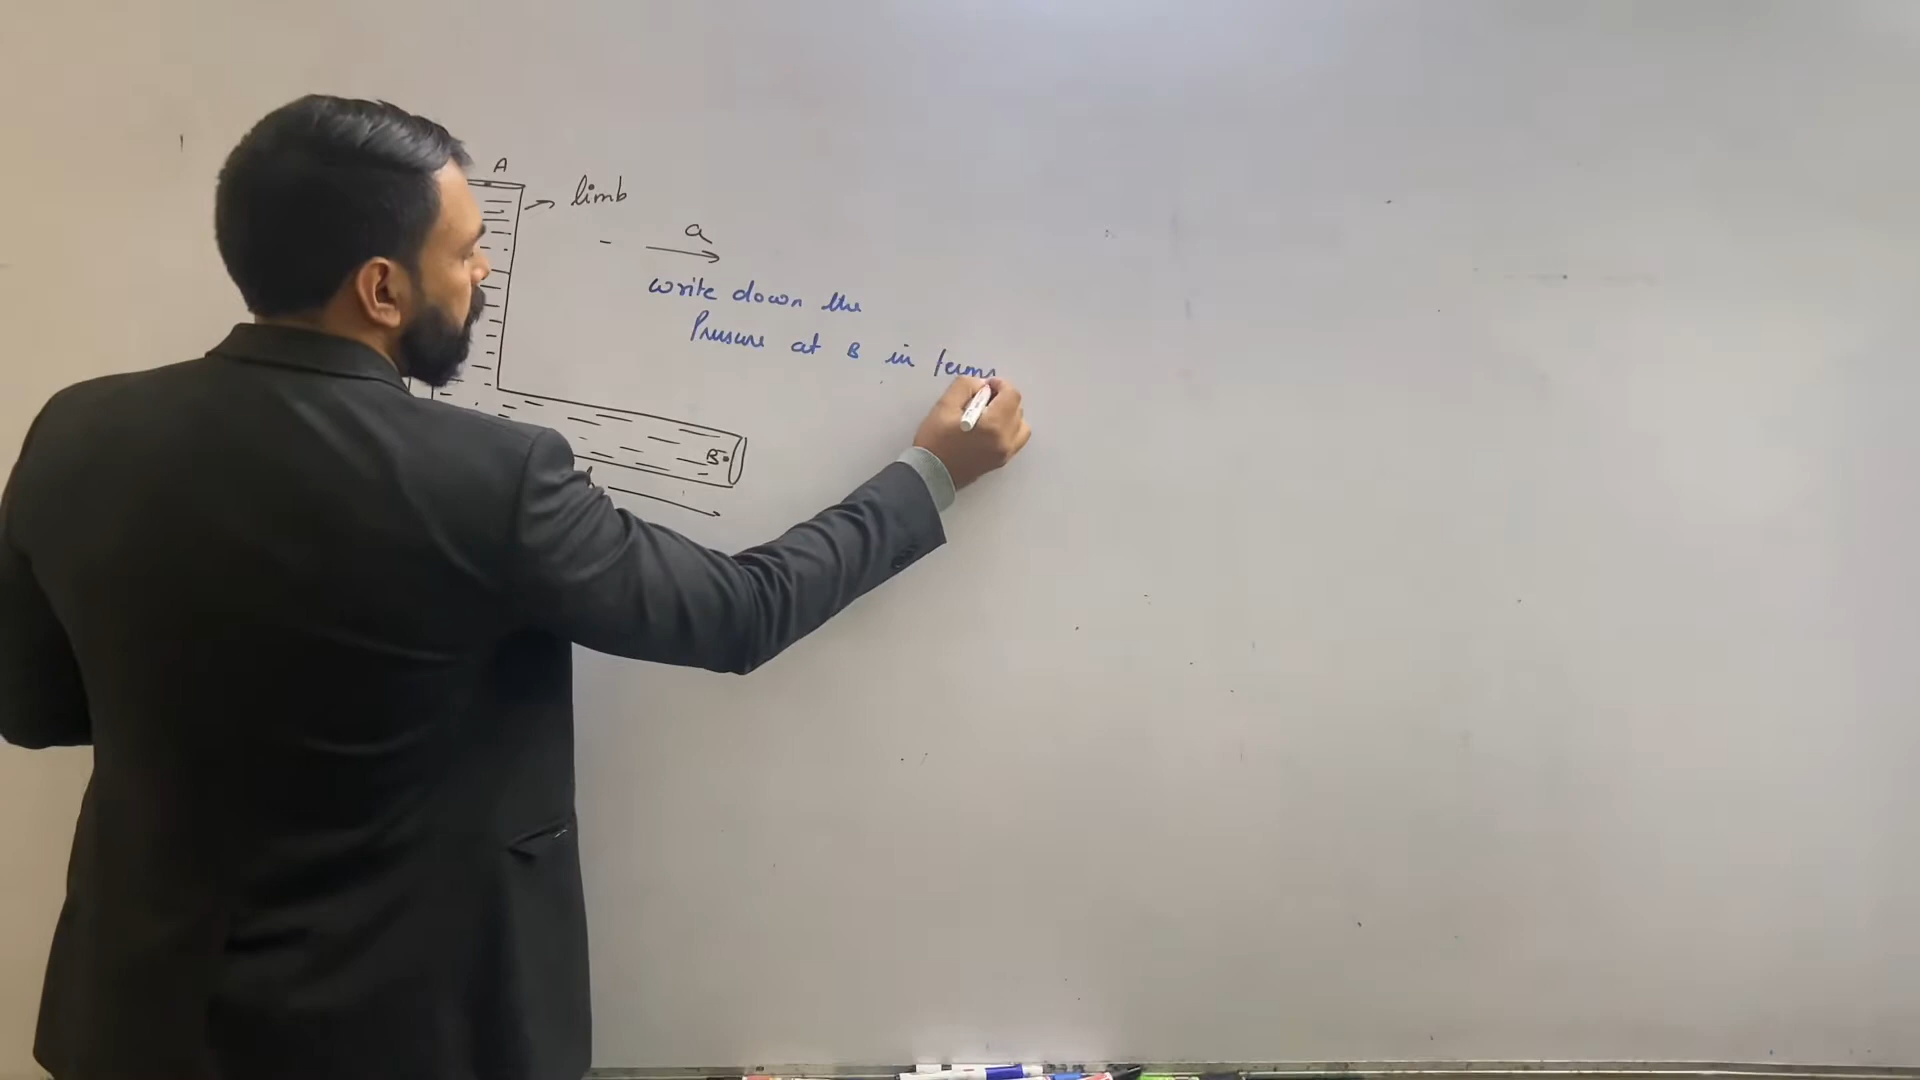 A
limb
a
write down the
Pressure at B in terms
B